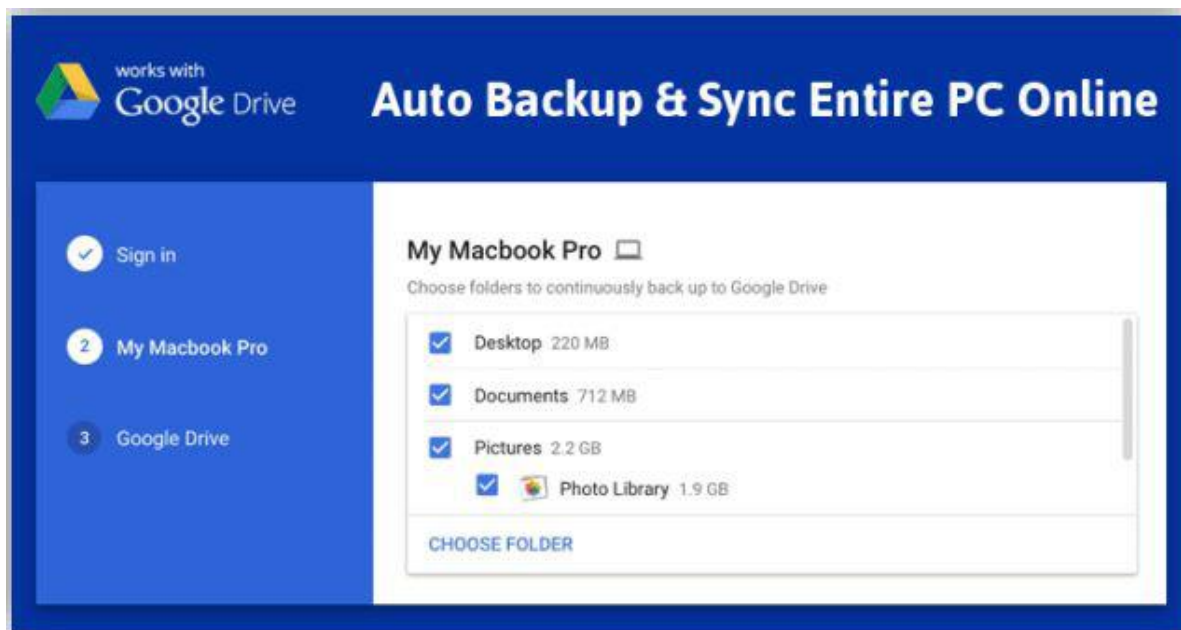 works with
Google Drive
Auto Backup & Sync Entire PC Online
Sign in
2 My Macbook Pro
3 Google Drive
My Macbook Pro
Choose folders to continuously back up to Google Drive
Desktop 220 MB
Documents 712 MB
Pictures 2.2 GB
Photo Library 1.9 GB
CHOOSE FOLDER